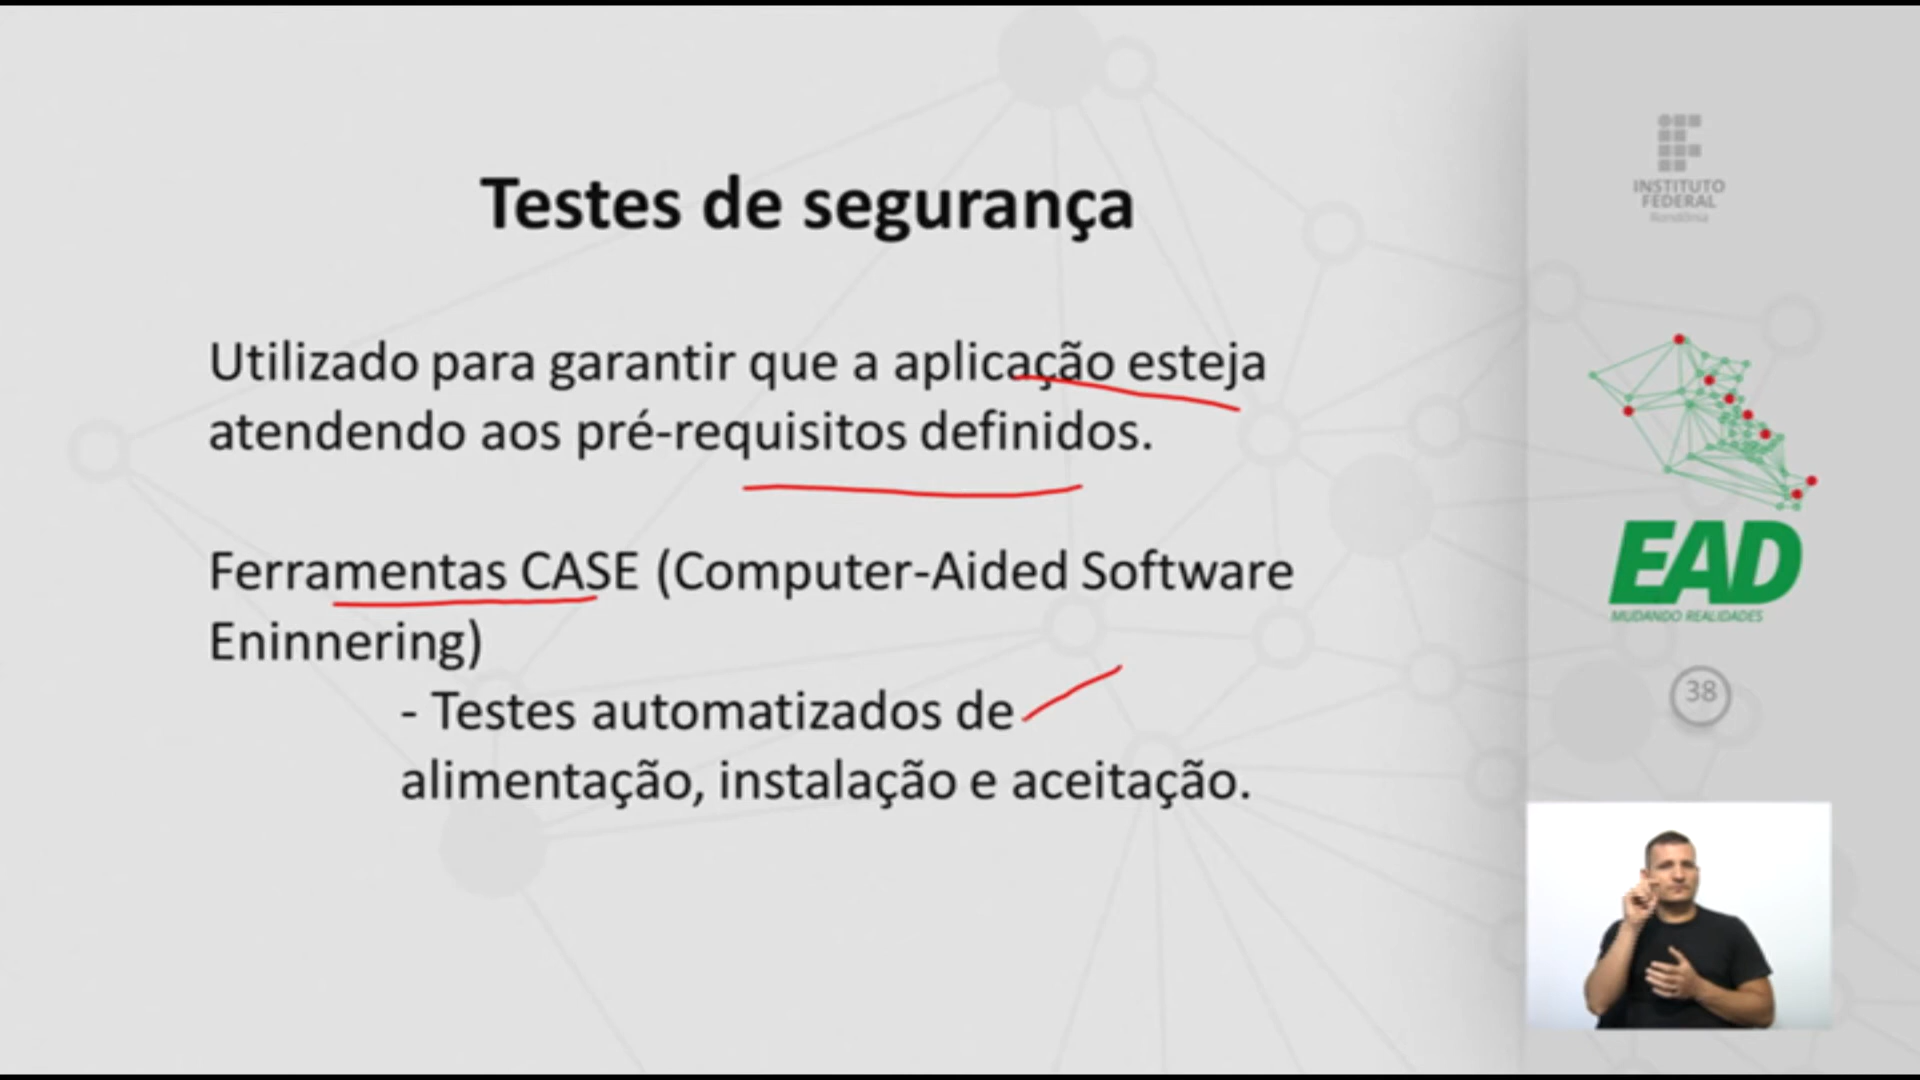 Testes de segurança
Utilizado para garantir que a aplicação esteja
atendendo aos pré-requisitos definidos.
Ferramentas CASE (Computer-Aided Software
Eninnering)
- Testes automatizados de
alimentação, instalação e aceitação.
INSTITUTO
FEDERAL
Rondônia
EAD
MUDANDO REALIDADES
38